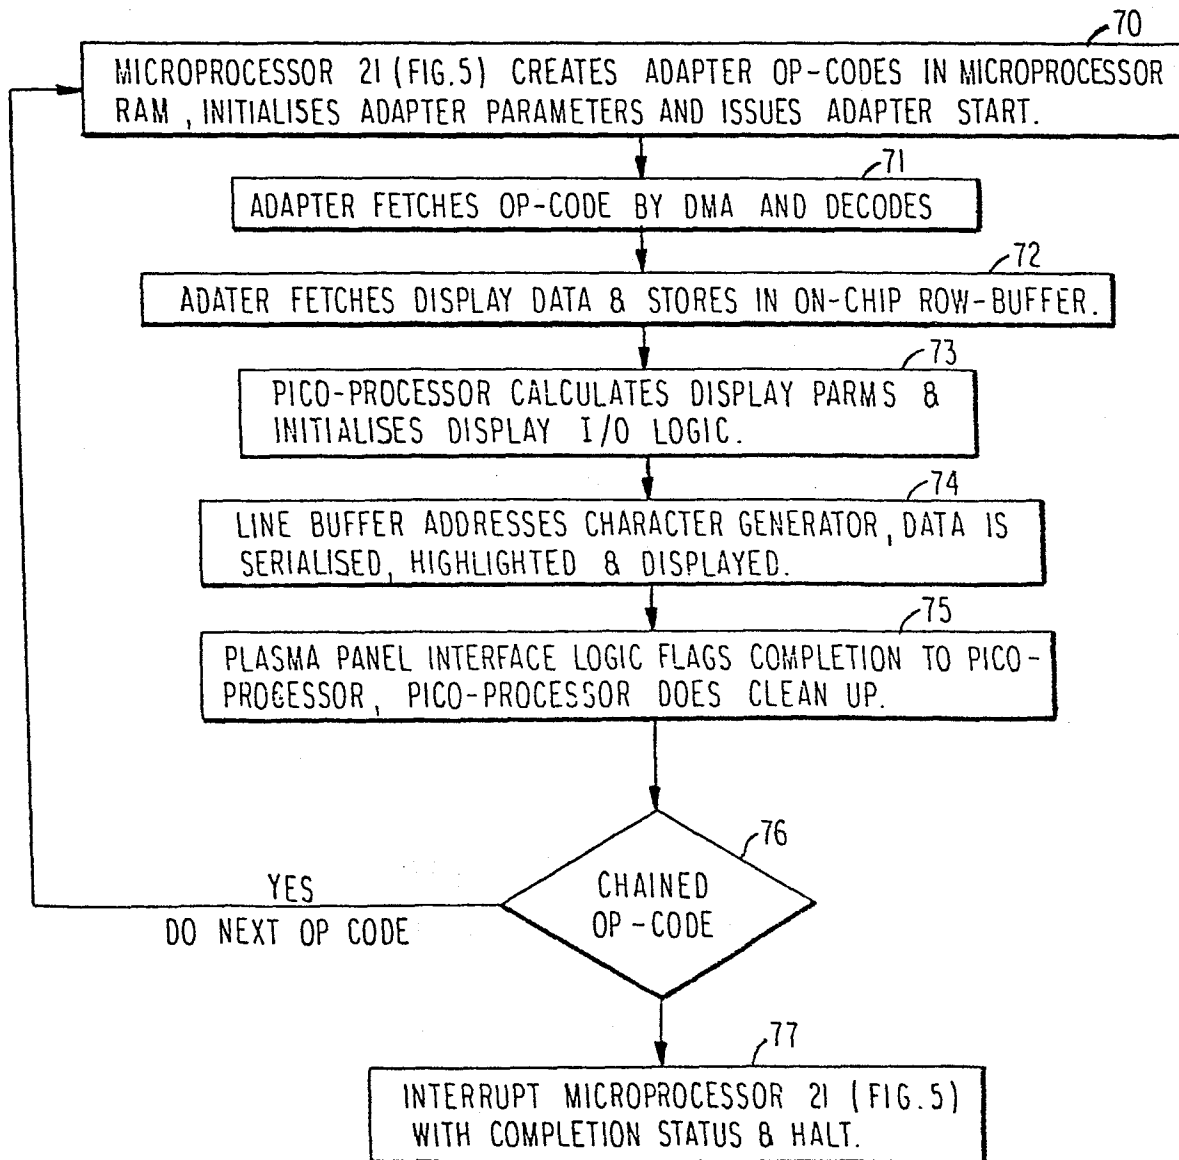 70
MICROPROCESSOR 21 (FIG.5) CREATES ADAPTER OP-CODES IN MICROPROCESSOR
RAM , INITIALISES ADAPTER PARAMETERS AND ISSUES ADAPTER START.
71
ADAPTER FETCHES OP-CODE BY DMA AND DECODES
72
ADATER FETCHES DISPLAY DATA & STORES IN ON-CHIP ROW-BUFFER.
73
PICO-PROCESSOR CALCULATES DISPLAY PARMS &
INITIALISES DISPLAY I/O LOGIC.
74
LINE BUFFER ADDRESSES CHARACTER GENERATOR, DATA IS
SERIALISED, HIGHLIGHTED & DISPLAYED.
75
PLASMA PANEL INTERFACE LOGIC FLAGS COMPLETION TO PICO-
PROCESSOR, PICO-PROCESSOR DOES CLEAN UP.
76
CHAINED
OP-CODE
YES
DO NEXT OP CODE
77
INTERRUPT MICROPROCESSOR 21 (FIG.5)
WITH COMPLETION STATUS & HALT.